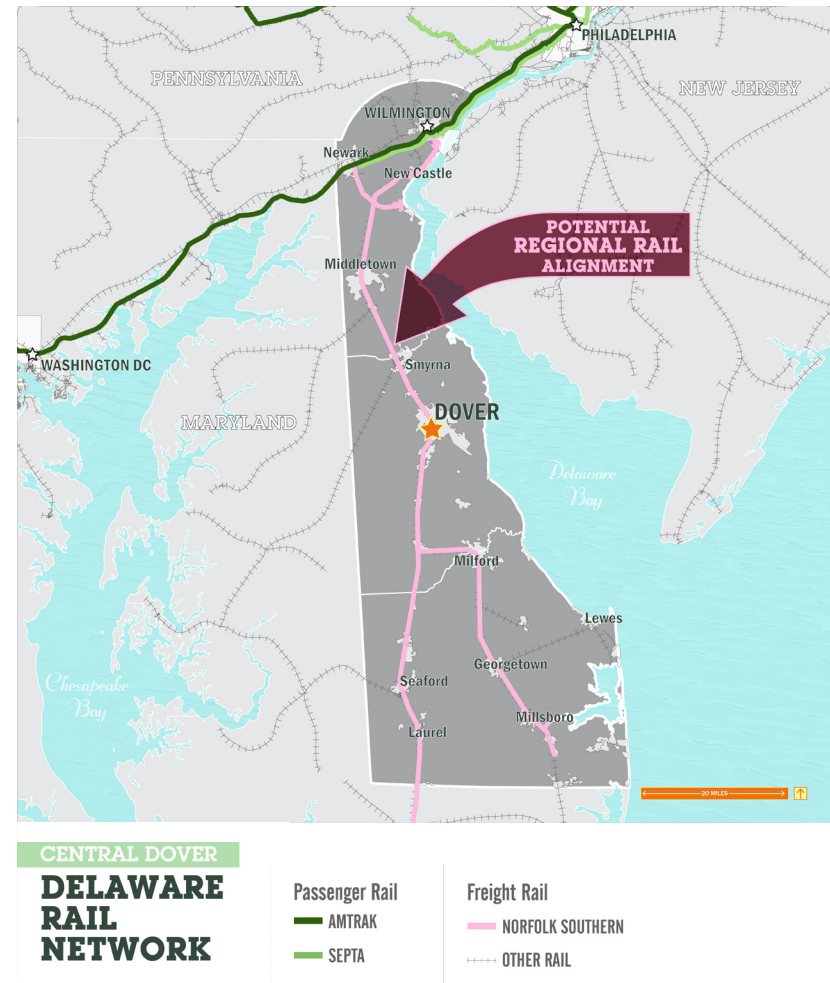 PHILADELPHIA
PENNSYLVANIA
NEW JERSEY
WILMINGTON
Newark
New Castle
POTENTIAL
REGIONAL RAIL
ALIGNMENT
Middletown
WASHINGTON DC
Smyrna
MARYLAND
DOVER
Delaware
Bay
Milford
Lewes
Georgetown
Chesapeake
Bay
Seaford
Millsboro
Laurel
20 MILES
CENTRAL DOVER
DELAWARE
RAIL
NETWORK
Passenger Rail
AMTRAK
SEPTA
Freight Rail
NORFOLK SOUTHERN
OTHER RAIL